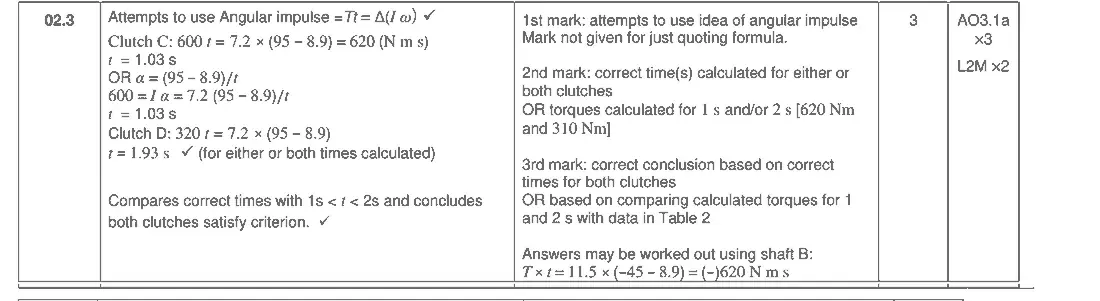 02.3
Attempts to use Angular impulse = Tt = Δ(I ω) ✓
Clutch C: 600 t = 7.2 × (95 – 8.9) = 620 (N m s)
t = 1.03 s
OR α = (95 – 8.9)/t
600 = I α = 7.2 (95 – 8.9)/t
t = 1.03 s
Clutch D: 320 t = 7.2 × (95 – 8.9)
t = 1.93 s ✓ (for either or both times calculated)
Compares correct times with 1s < t < 2s and concludes
both clutches satisfy criterion. ✓
1st mark: attempts to use idea of angular impulse
Mark not given for just quoting formula.
2nd mark: correct time(s) calculated for either or
both clutches
OR torques calculated for 1 s and/or 2 s [620 Nm
and 310 Nm]
3rd mark: correct conclusion based on correct
times for both clutches
OR based on comparing calculated torques for 1
and 2 s with data in Table 2
Answers may be worked out using shaft B:
T × t = 11.5 × (–45 – 8.9) = (–)620 N m s
3
AO3.1a
×3
L2M ×2